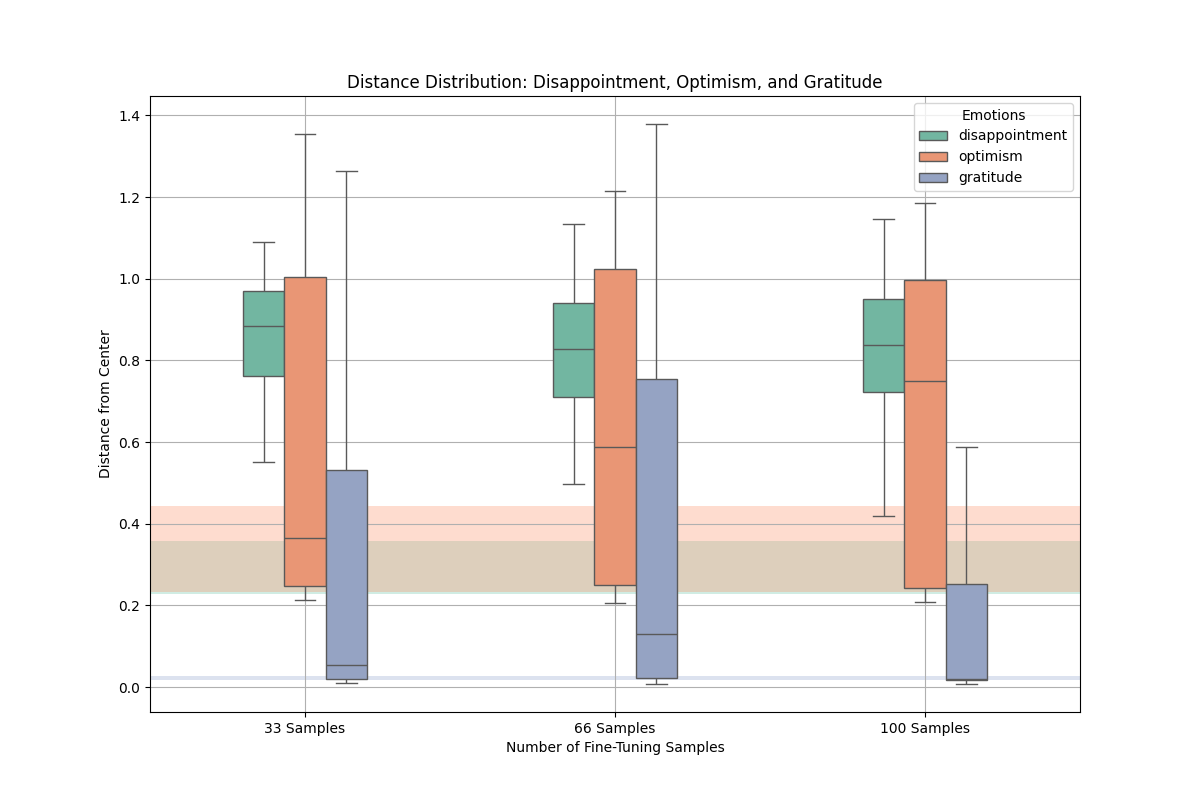 Distance Distribution: Disappointment, Optimism, and Gratitude
Emotions
disappointment
optimism
gratitude
Distance from Center
1.4
1.2
1.0
0.8
0.6
0.4
0.2
0.0
33 Samples
66 Samples
100 Samples
Number of Fine-Tuning Samples